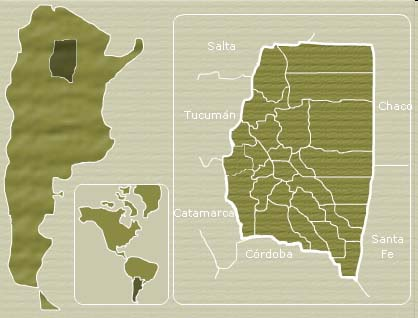 Salta
Tucumán
Chaco
Catamarca
Córdoba
Santa
Fe